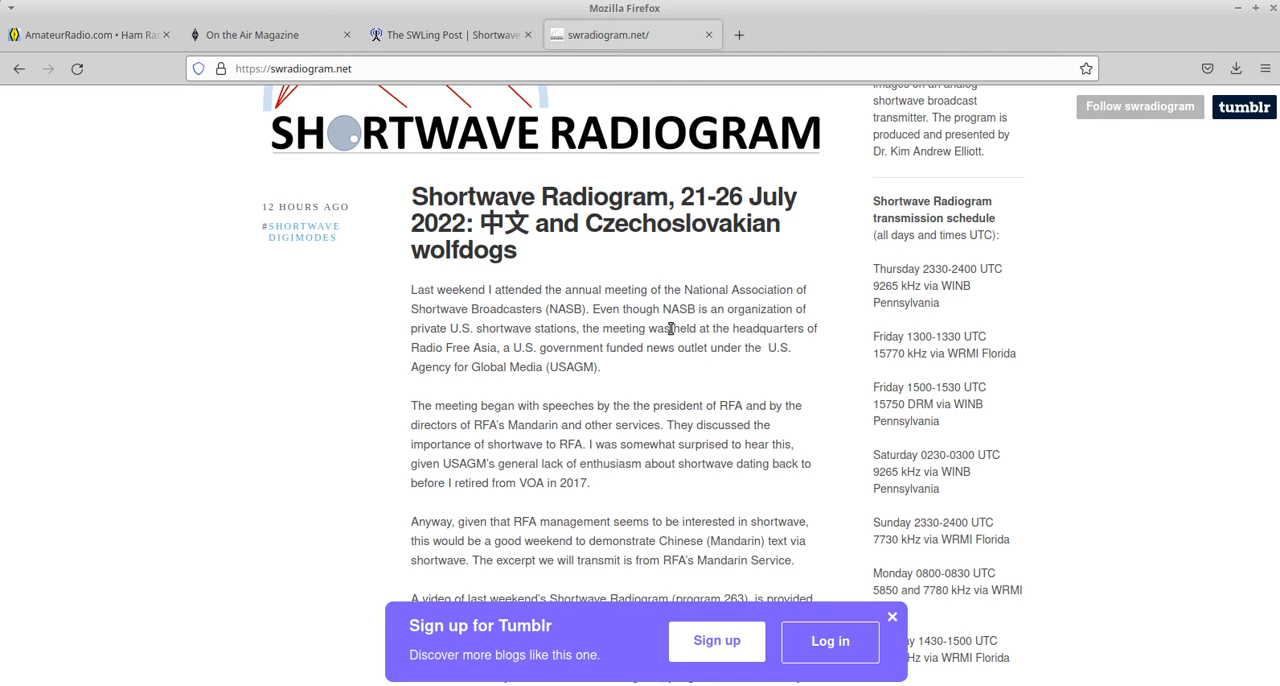 Mozilla Firefox
AmateurRadio.com • Ham Ra
On the Air Magazine
The SWLing Post | Shortwave
swradiogram.net/
https://swradiogram.net
SHORTWAVE RADIOGRAM
12 HOURS AGO
#SHORTWAVE
DIGIMODES
Shortwave Radiogram, 21-26 July
2022: 中文 and Czechoslovakian
wolfdogs
Last weekend I attended the annual meeting of the National Association of
Shortwave Broadcasters (NASB). Even though NASB is an organization of
private U.S. shortwave stations, the meeting was held at the headquarters of
Radio Free Asia, a U.S. government funded news outlet under the U.S.
Agency for Global Media (USAGM).
The meeting began with speeches by the the president of RFA and by the
directors of RFA's Mandarin and other services. They discussed the
importance of shortwave to RFA. I was somewhat surprised to hear this,
given USAGM's general lack of enthusiasm about shortwave dating back to
before I retired from VOA in 2017.
Anyway, given that RFA management seems to be interested in shortwave,
this would be a good weekend to demonstrate Chinese (Mandarin) text via
shortwave. The excerpt we will transmit is from RFA's Mandarin Service.
A video of last weekend's Shortwave Radiogram (program 263) is provided
images on an analog
shortwave broadcast
transmitter. The program is
produced and presented by
Dr. Kim Andrew Elliott.
Shortwave Radiogram
transmission schedule
(all days and times UTC):
Thursday 2330-2400 UTC
9265 kHz via WINB
Pennsylvania
Friday 1300-1330 UTC
15770 kHz via WRMI Florida
Friday 1500-1530 UTC
15750 DRM via WINB
Pennsylvania
Saturday 0230-0300 UTC
9265 kHz via WINB
Pennsylvania
Sunday 2330-2400 UTC
7730 kHz via WRMI Florida
Monday 0800-0830 UTC
5850 and 7780 kHz via WRMI
y 1430-1500 UTC
Hz via WRMI Florida
Follow swradiogram
tumblr
Sign up for Tumblr
Discover more blogs like this one.
Sign up
Log in